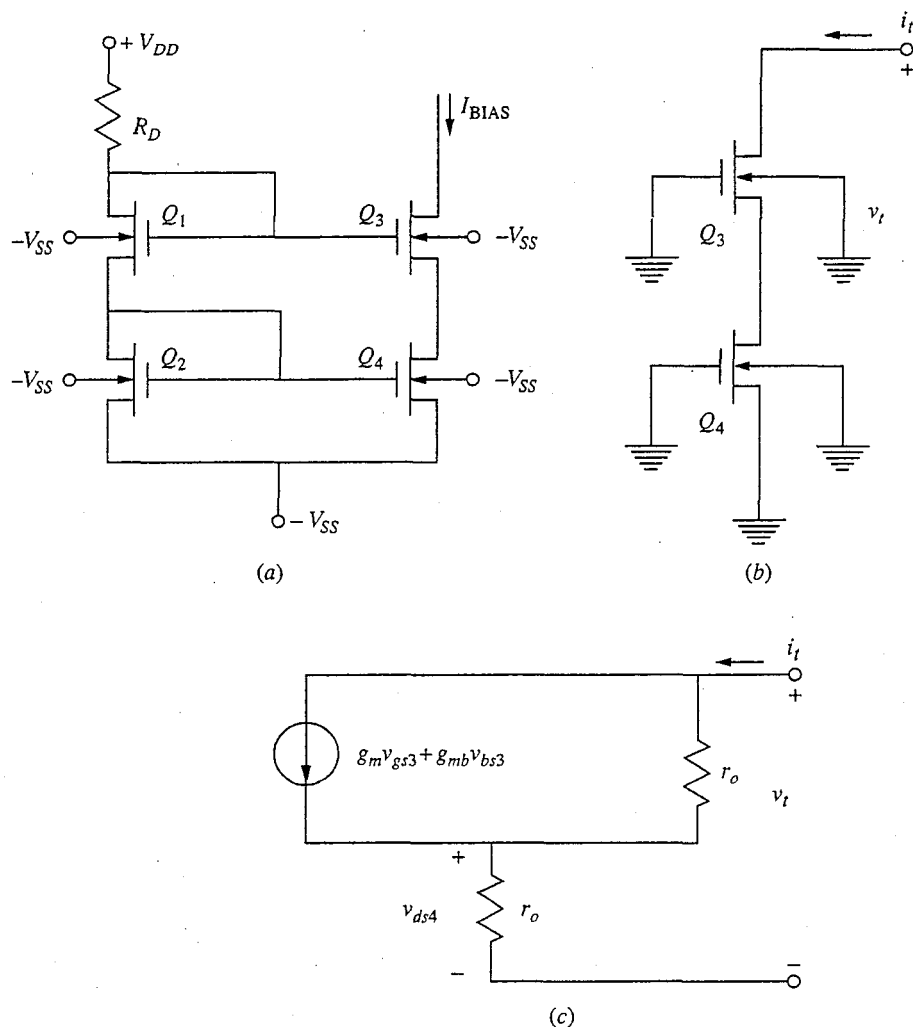 + V_DD
R_D
I_BIAS
Q_1
Q_3
-V_SS
-V_SS
Q_2
Q_4
-V_SS
-V_SS
- V_SS
(a)
i_t
+
Q_3
v_t
Q_4
(b)
i_t
+
g_m v_gs3 + g_mb v_bs3
r_o
v_t
+
v_ds4
r_o
-
-
(c)